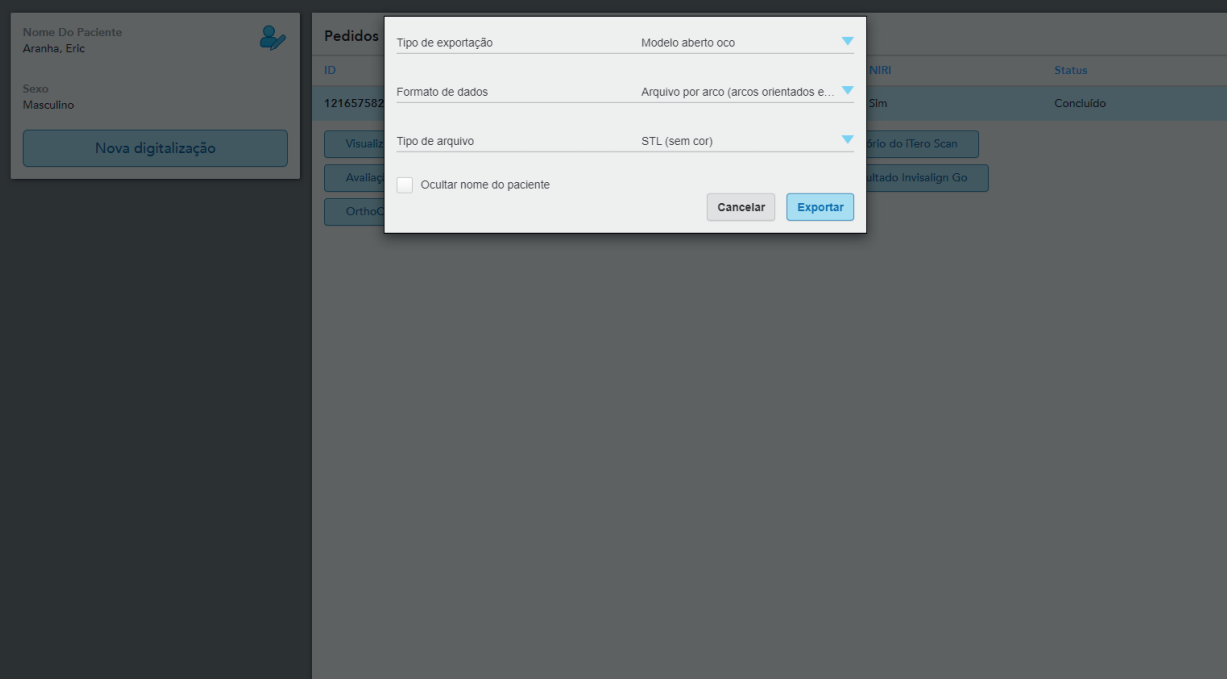 Nome Do Paciente
Aranha, Eric
Sexo
Masculino
Nova digitalização
Pedidos
ID
NIRI
Status
121657582
Sim
Concluído
Tipo de exportação
Modelo aberto oco
Formato de dados
Arquivo por arco (arcos orientados e...
Tipo de arquivo
STL (sem cor)
Ocultar nome do paciente
Cancelar
Exportar
do iTero Scan
Invisalign Go